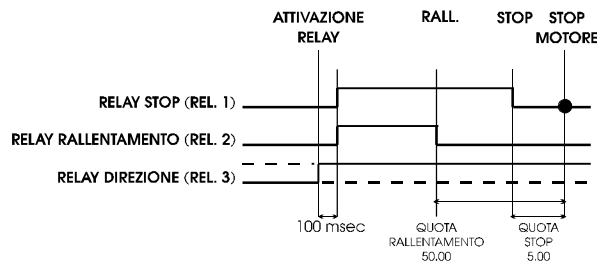 ATTIVAZIONE RELAY
RALL.
STOP
STOP MOTORE
RELAY STOP (REL. 1)
RELAY RALLENTAMENTO (REL. 2)
RELAY DIREZIONE (REL. 3)
100 msec
QUOTA
RALLENTAMENTO
50.00
QUOTA
STOP
5.00